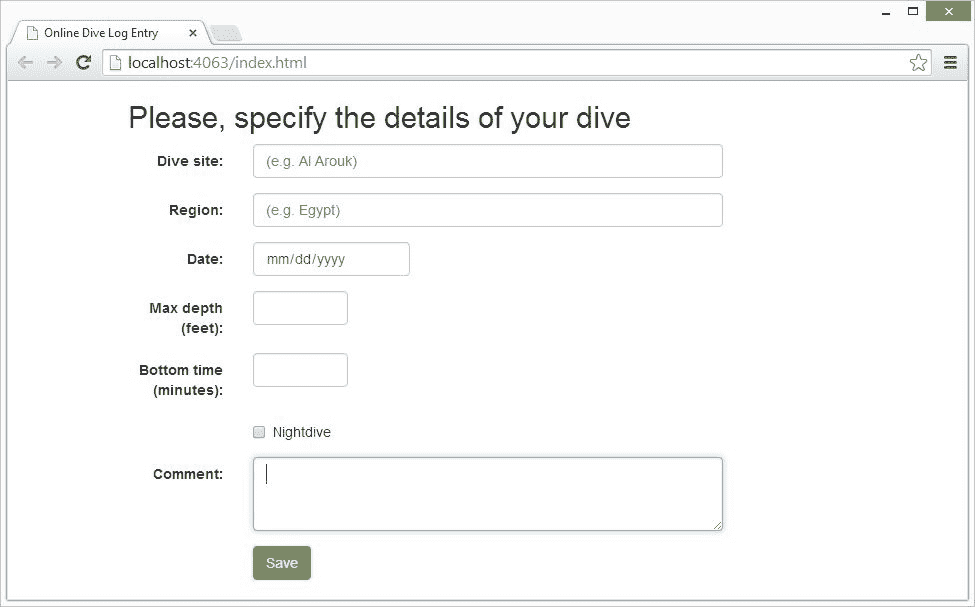 Online Dive Log Entry
localhost:4063/index.html
Please, specify the details of your dive
Dive site:
(e.g. Al Arouk)
Region:
(e.g. Egypt)
Date:
mm/dd/yyyy
Max depth
(feet):
Bottom time
(minutes):
Nightdive
Comment:
Save